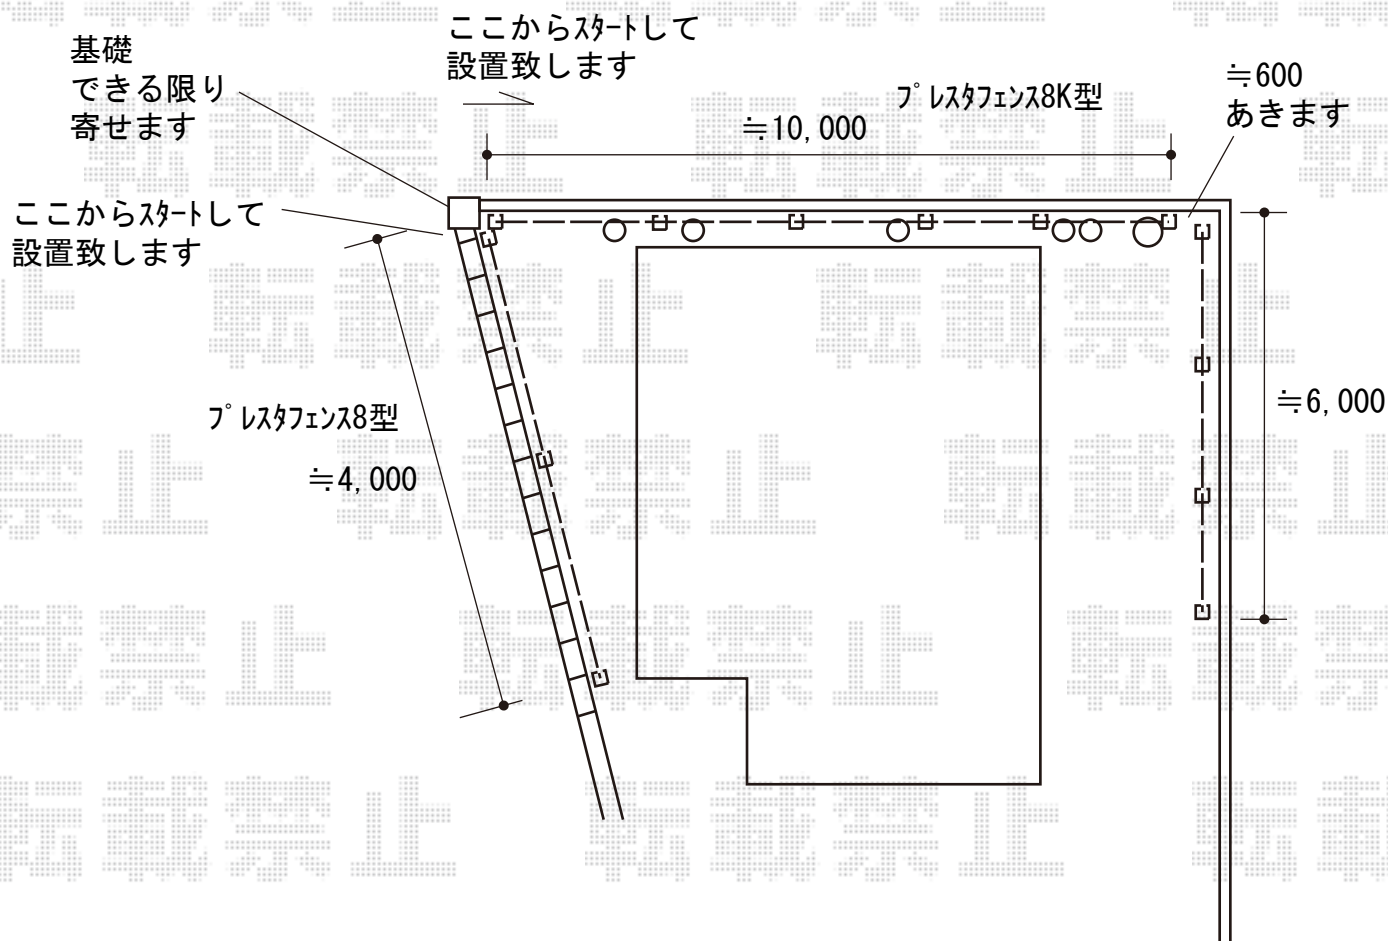 ここからｽﾀｰﾄして
設置致します
基礎
できる限り
寄せます
ﾌﾟﾚｽﾀﾌｪﾝｽ8K型
≒10,000
≒600
あきます
ここからｽﾀｰﾄして
設置致します
≒6,000
ﾌﾟﾚｽﾀﾌｪﾝｽ8型
≒4,000
転載禁止